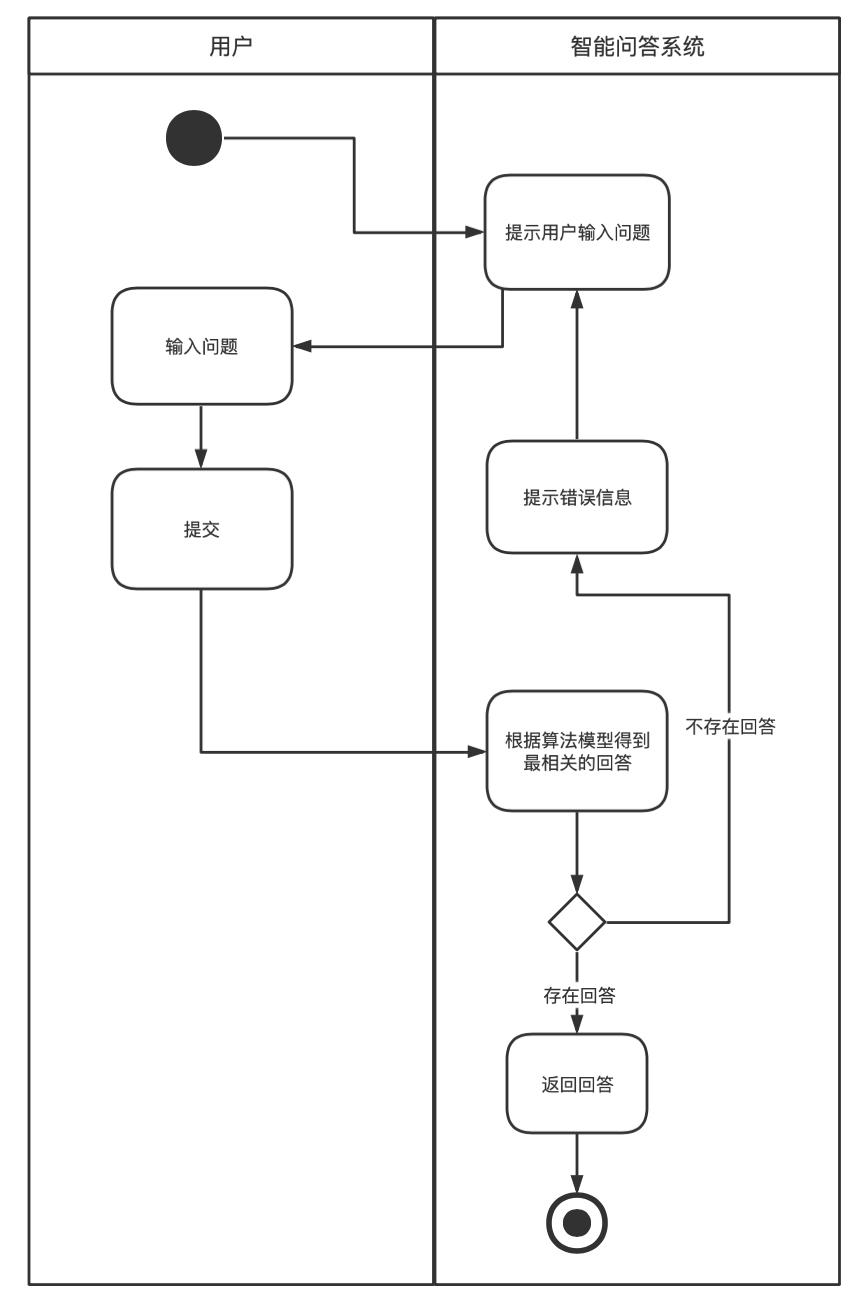 用户
智能问答系统
提示用户输入问题
输入问题
提示错误信息
提交
不存在回答
根据算法模型得到
最相关的回答
存在回答
返回回答